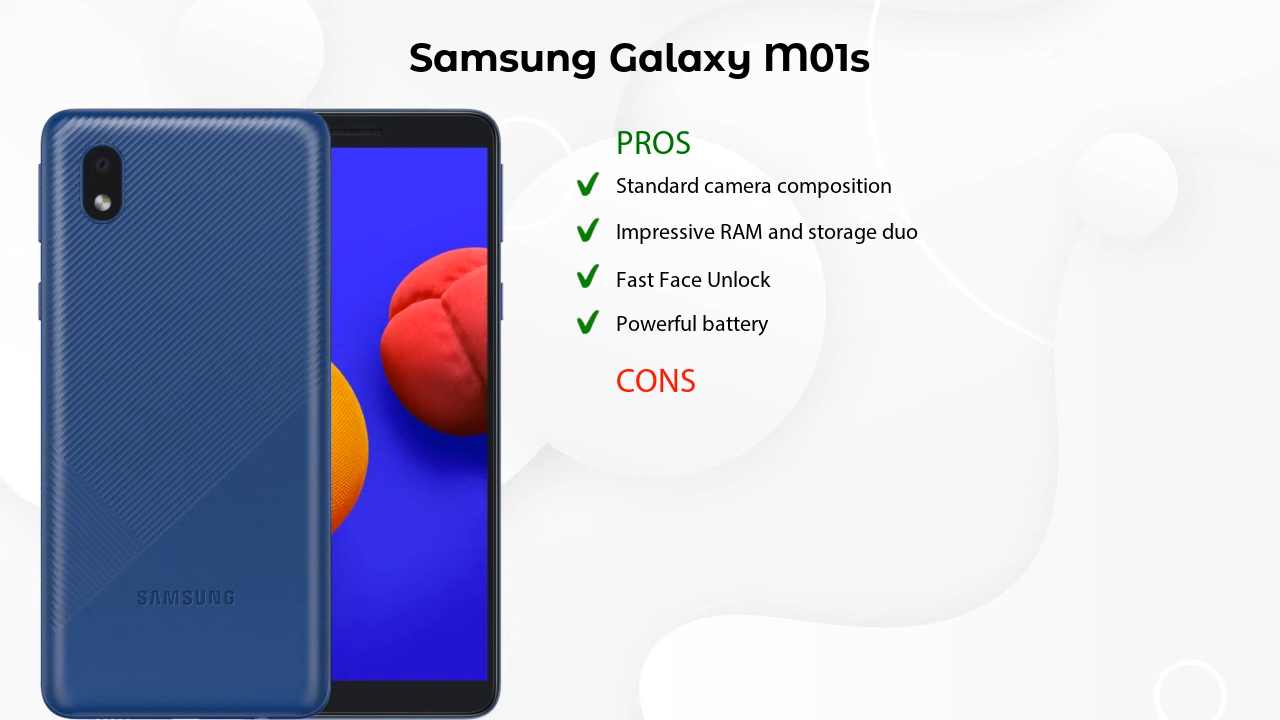 Samsung Galaxy M01s
PROS
Standard camera composition
Impressive RAM and storage duo
Fast Face Unlock
Powerful battery
CONS
SAMSUNG